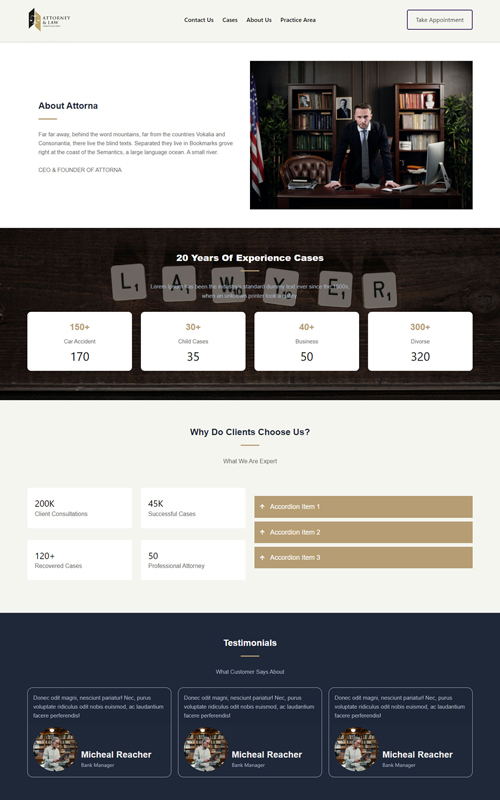 ATTORNEY
& LAW
Contact Us Cases About Us Practice Area
Take Appointment
About Attorna
Far far away, behind the word mountains, far from the countries Vokalia and
Consonantia, there live the blind texts. Separated they live in Bookmarks grove
right at the coast of the Semantics, a large language ocean. A small river.
CEO & FOUNDER OF ATTORNA
20 Years Of Experience Cases
LAWYER
Lorem Ipsum has been the industry's standard dummy text ever since the 1500s,
when an unknown printer took a galley
150+
Car Accident
170
30+
Child Cases
35
40+
Business
50
300+
Divorse
320
Why Do Clients Choose Us?
What We Are Expert
200K
Client Consultations
45K
Successful Cases
120+
Recovered Cases
50
Professional Attorney
Accordion Item 1
Accordion Item 2
Accordion Item 3
Testimonials
What Customer Says About
Donec odit magni, nesciunt pariatur! Nec, purus
voluptate ridiculus odit nobis euismod, ac laudantium
facere perferendis!
Micheal Reacher
Bank Manager
Donec odit magni, nesciunt pariatur! Nec, purus
voluptate ridiculus odit nobis euismod, ac laudantium
facere perferendis!
Micheal Reacher
Bank Manager
Donec odit magni, nesciunt pariatur! Nec, purus
voluptate ridiculus odit nobis euismod, ac laudantium
facere perferendis!
Micheal Reacher
Bank Manager